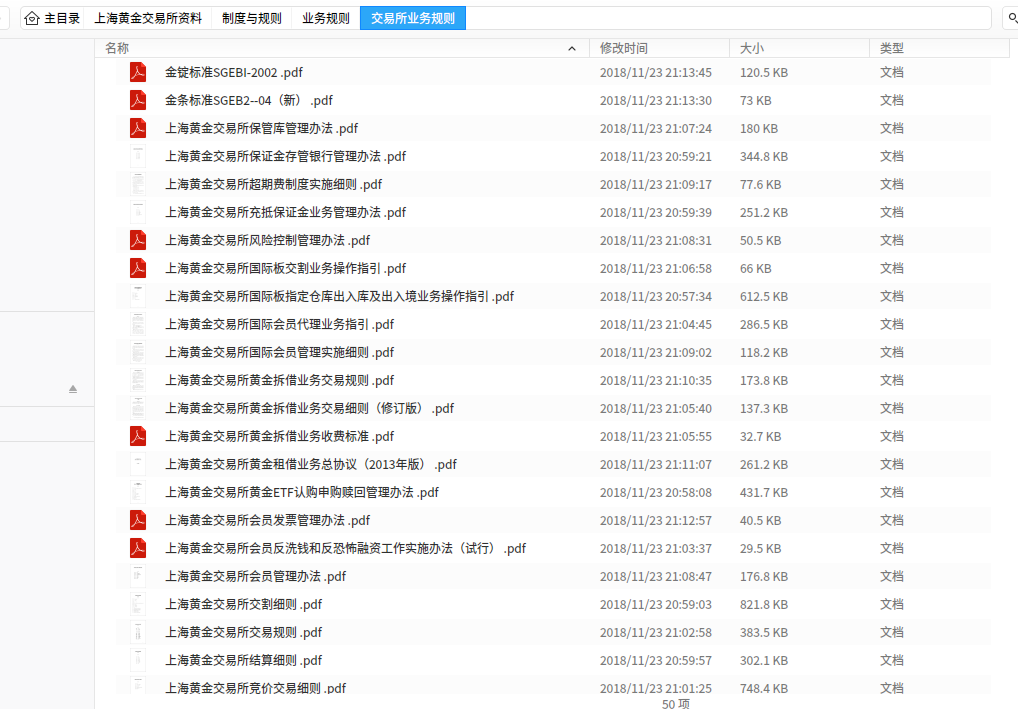 主目录 上海黄金交易所资料 制度与规则 业务规则 交易所业务规则
名称 修改时间 大小 类型
金锭标准SGEBI-2002 .pdf 2018/11/23 21:13:45 120.5 KB 文档
金条标准SGEB2--04（新） .pdf 2018/11/23 21:13:30 73 KB 文档
上海黄金交易所保管库管理办法 .pdf 2018/11/23 21:07:24 180 KB 文档
上海黄金交易所保证金存管银行管理办法 .pdf 2018/11/23 20:59:21 344.8 KB 文档
上海黄金交易所超期费制度实施细则 .pdf 2018/11/23 21:09:17 77.6 KB 文档
上海黄金交易所充抵保证金业务管理办法 .pdf 2018/11/23 20:59:39 251.2 KB 文档
上海黄金交易所风险控制管理办法 .pdf 2018/11/23 21:08:31 50.5 KB 文档
上海黄金交易所国际板交割业务操作指引 .pdf 2018/11/23 21:06:58 66 KB 文档
上海黄金交易所国际板指定仓库出入库及出入境业务操作指引 .pdf 2018/11/23 20:57:34 612.5 KB 文档
上海黄金交易所国际会员代理业务指引 .pdf 2018/11/23 21:04:45 286.5 KB 文档
上海黄金交易所国际会员管理实施细则 .pdf 2018/11/23 21:09:02 118.2 KB 文档
上海黄金交易所黄金拆借业务交易规则 .pdf 2018/11/23 21:10:35 173.8 KB 文档
上海黄金交易所黄金拆借业务交易细则（修订版） .pdf 2018/11/23 21:05:40 137.3 KB 文档
上海黄金交易所黄金拆借业务收费标准 .pdf 2018/11/23 21:05:55 32.7 KB 文档
上海黄金交易所黄金租借业务总协议（2013年版） .pdf 2018/11/23 21:11:07 261.2 KB 文档
上海黄金交易所黄金ETF认购申购赎回管理办法 .pdf 2018/11/23 20:58:08 431.7 KB 文档
上海黄金交易所会员发票管理办法 .pdf 2018/11/23 21:12:57 40.5 KB 文档
上海黄金交易所会员反洗钱和反恐怖融资工作实施办法（试行） .pdf 2018/11/23 21:03:37 29.5 KB 文档
上海黄金交易所会员管理办法 .pdf 2018/11/23 21:08:47 176.8 KB 文档
上海黄金交易所交割细则 .pdf 2018/11/23 20:59:03 821.8 KB 文档
上海黄金交易所交易规则 .pdf 2018/11/23 21:02:58 383.5 KB 文档
上海黄金交易所结算细则 .pdf 2018/11/23 20:59:57 302.1 KB 文档
上海黄金交易所竞价交易细则 .pdf 2018/11/23 21:01:25 748.4 KB 文档
50 项